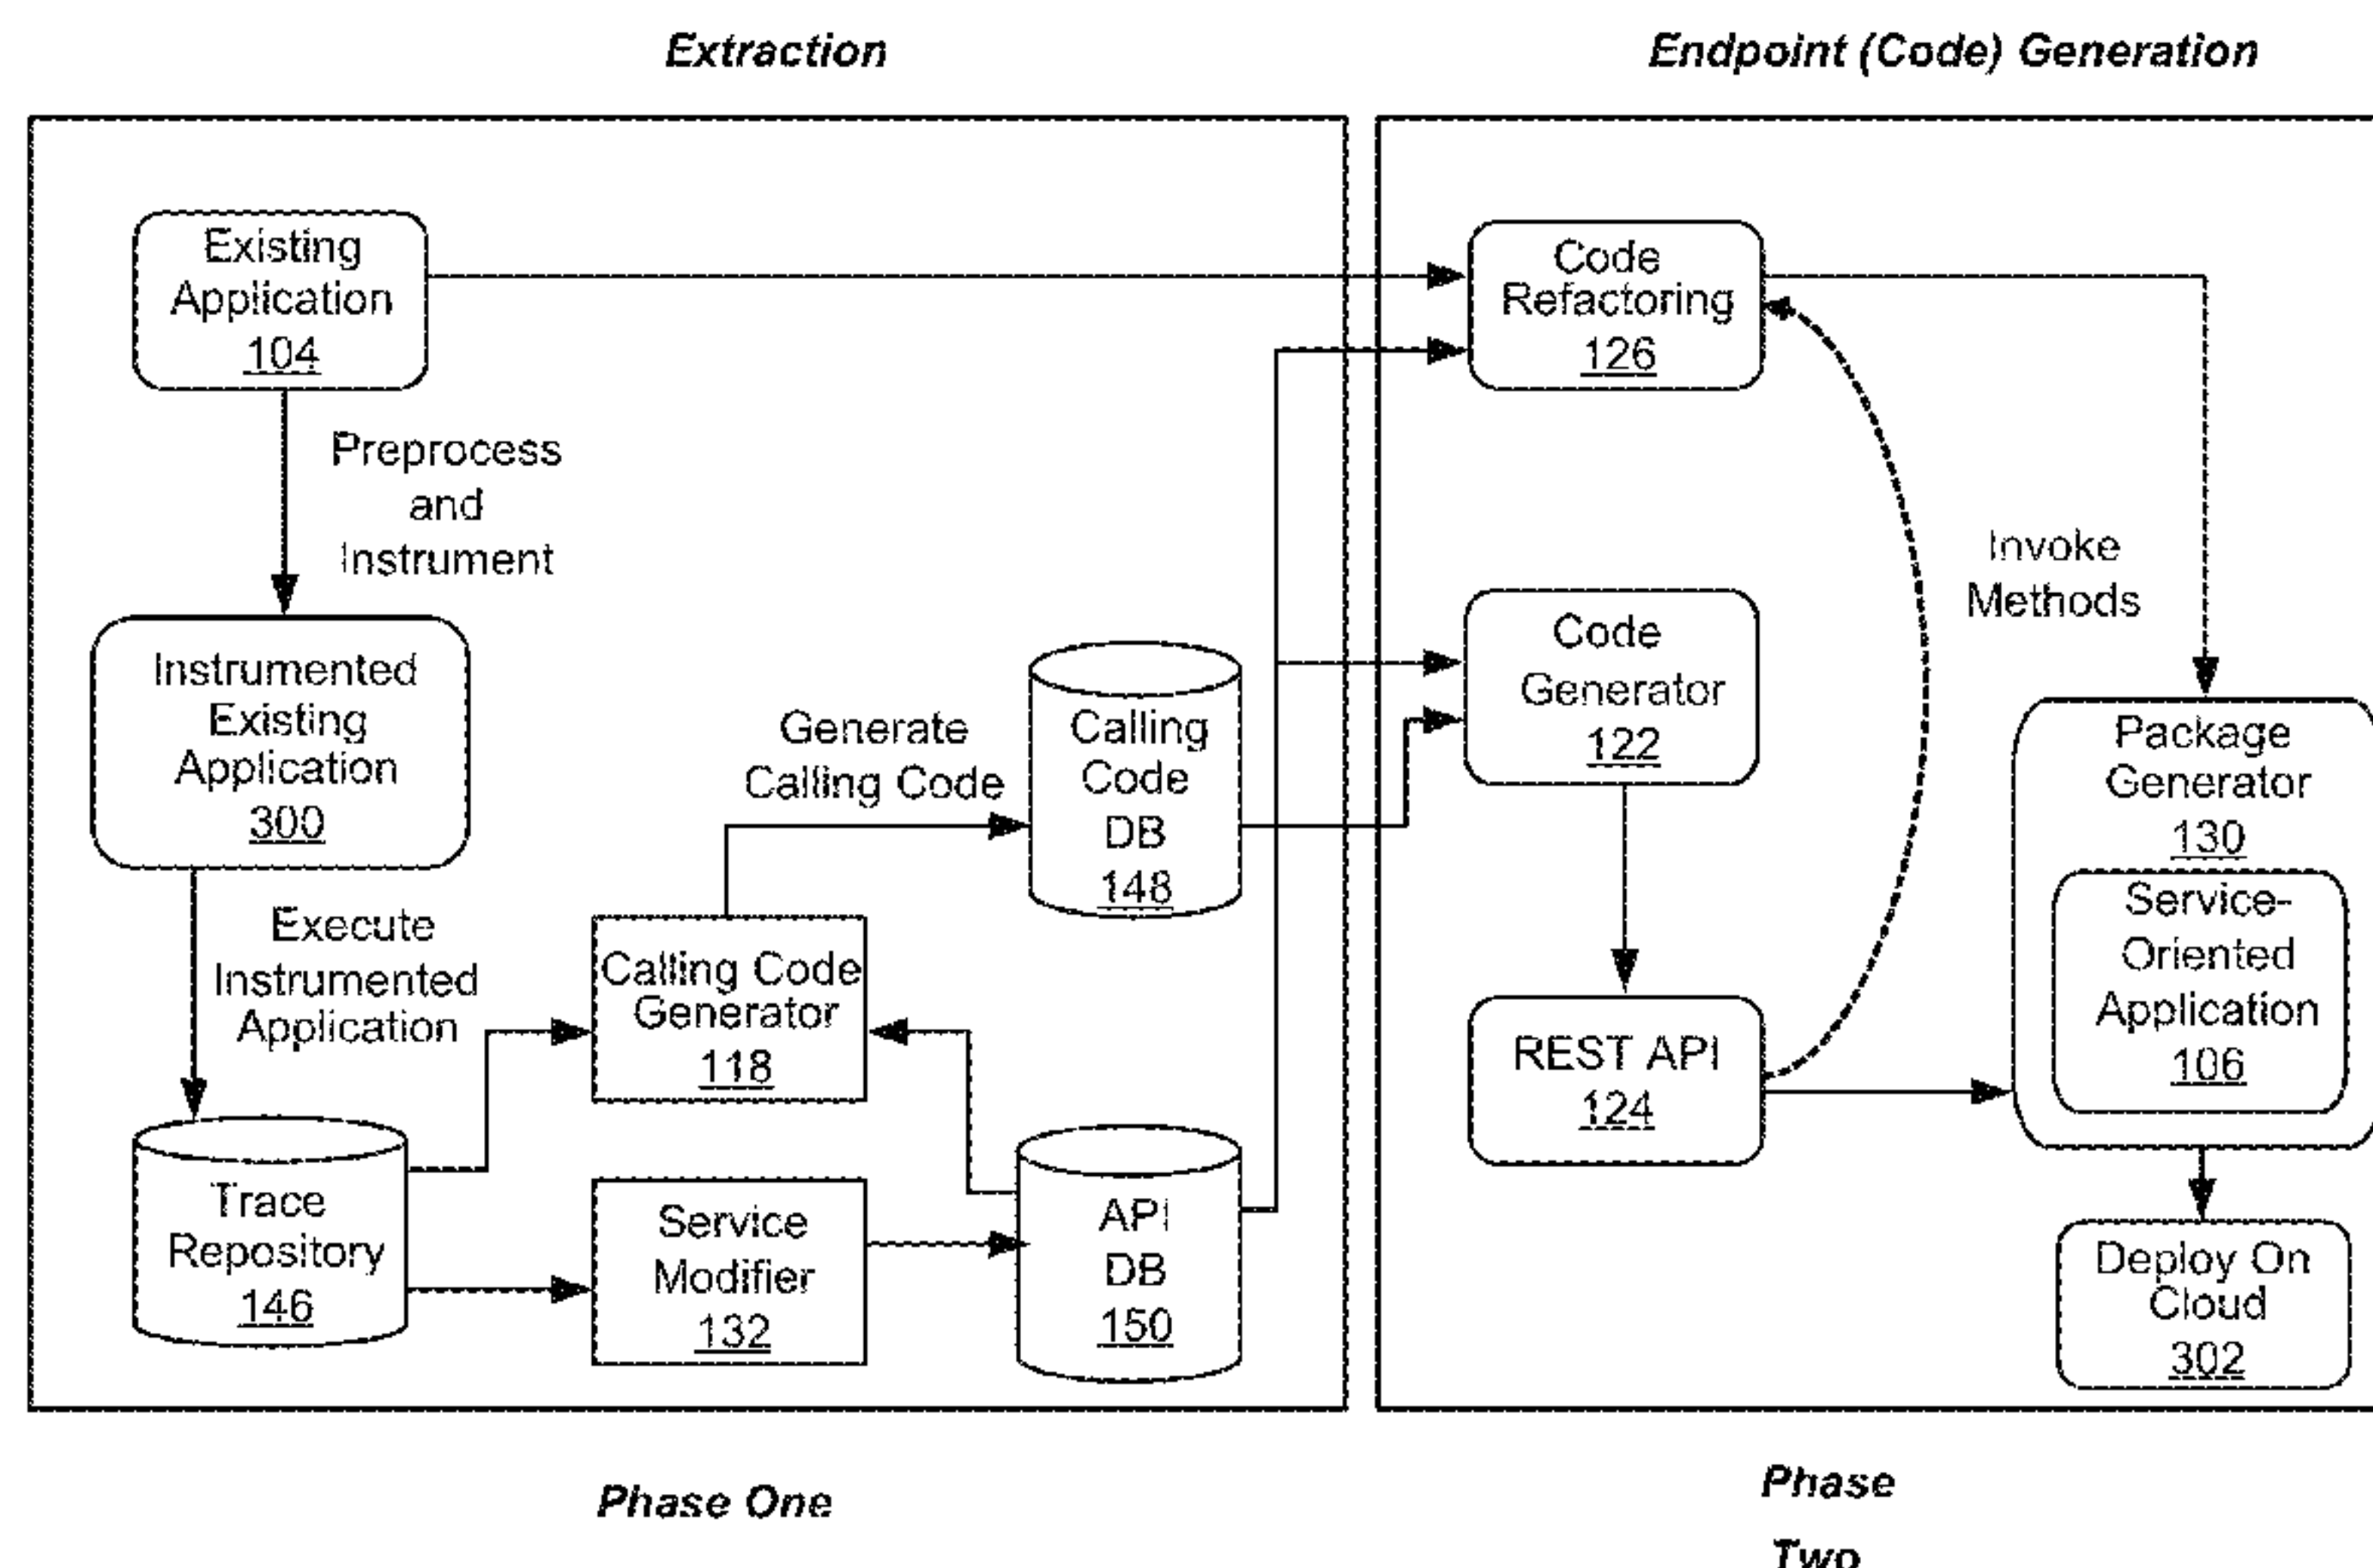 Extraction
Endpoint (Code) Generation
Existing
Application
104
Preprocess
and
Instrument
Instrumented
Existing
Application
300
Execute
Instrumented
Application
Trace
Repository
146
Generate
Calling Code
Calling Code
Generator
118
Service
Modifier
132
Calling
Code
DB
148
API
DB
150
Code
Refactoring
126
Code
Generator
122
REST API
124
Invoke
Methods
Package
Generator
130
Service-
Oriented
Application
106
Deploy On
Cloud
302
Phase One
Phase
Two